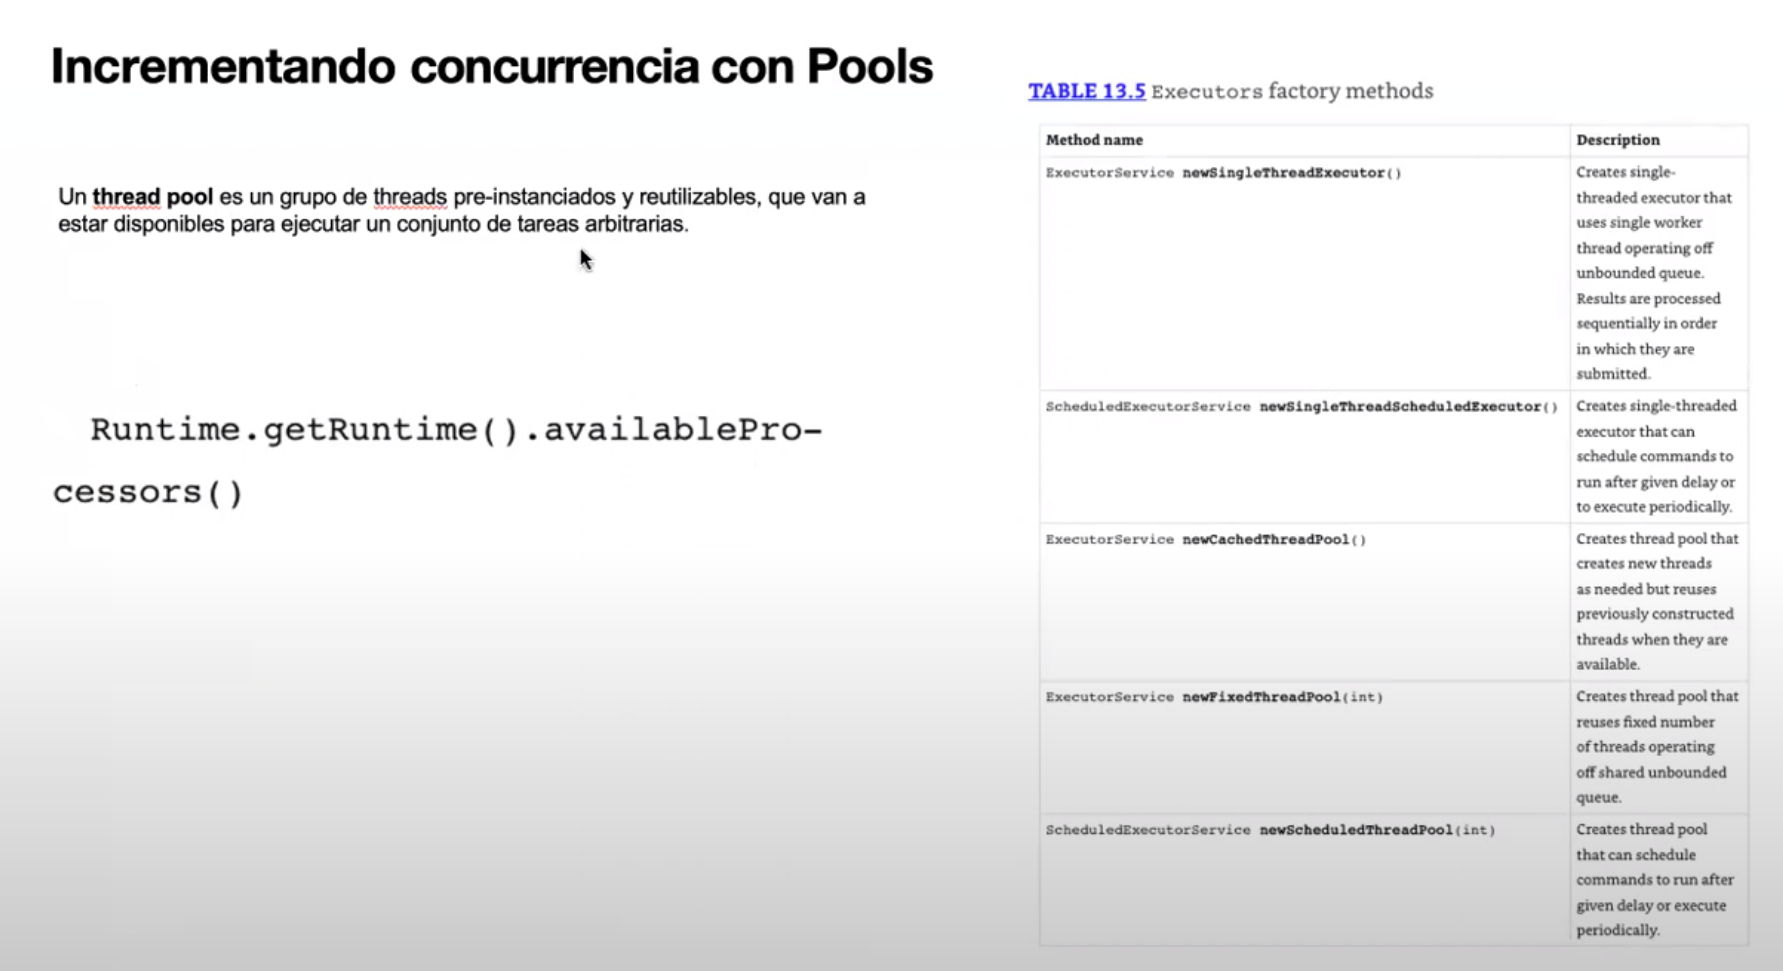 Incrementando concurrencia con Pools
Un thread pool es un grupo de threads pre-instanciados y reutilizables, que van a
estar disponibles para ejecutar un conjunto de tareas arbitrarias.
Runtime.getRuntime().availablePro-
cessors()
TABLE 13.5 Executors factory methods
Method name
Description
ExecutorService newSingleThreadExecutor()
Creates single-
threaded executor that
uses single worker
thread operating off
unbounded queue.
Results are processed
sequentially in order
in which they are
submitted.
ScheduledExecutorService newSingleThreadScheduledExecutor()
Creates single-threaded
executor that can
schedule commands to
run after given delay or
to execute periodically.
ExecutorService newCachedThreadPool()
Creates thread pool that
creates new threads
as needed but reuses
previously constructed
threads when they are
available.
ExecutorService newFixedThreadPool(int)
Creates thread pool that
reuses fixed number
of threads operating
off shared unbounded
queue.
ScheduledExecutorService newScheduledThreadPool(int)
Creates thread pool
that can schedule
commands to run after
given delay or execute
periodically.